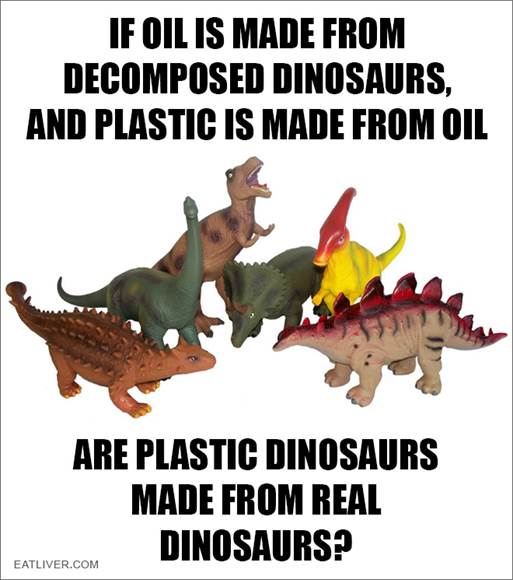 IF OIL IS MADE FROM
DECOMPOSED DINOSAURS,
AND PLASTIC IS MADE FROM OIL
ARE PLASTIC DINOSAURS
MADE FROM REAL
DINOSAURS?
EATLIVER.COM